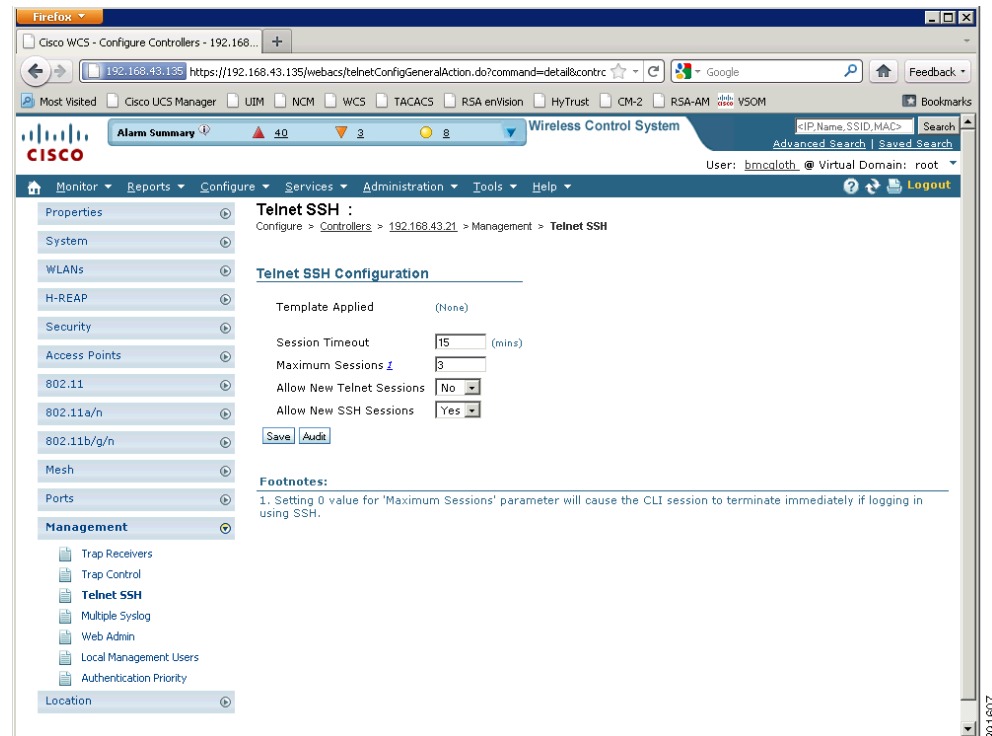 Firefox
Cisco WCS - Configure Controllers - 192.168...
192.168.43.135 https://192.168.43.135/webacs/telnetConfigGeneralAction.do?command=detail&contrc
Google
Feedback
Most Visited Cisco UCS Manager UIM NCM WCS TACACS RSA enVision HyTrust CM-2 RSA-AM VSOM Bookmarks
Alarm Summary 40 3 8
Wireless Control System
<IP,Name,SSID,MAC> Search
Advanced Search | Saved Search
CISCO
User: bmcgloth @ Virtual Domain: root
Monitor Reports Configure Services Administration Tools Help Logout
Properties
System
WLANs
H-REAP
Security
Access Points
802.11
802.11a/n
802.11b/g/n
Mesh
Ports
Management
Trap Receivers
Trap Control
Telnet SSH
Multiple Syslog
Web Admin
Local Management Users
Authentication Priority
Location
Telnet SSH :
Configure > Controllers > 192.168.43.21 > Management > Telnet SSH
Telnet SSH Configuration
Template Applied (None)
Session Timeout 15 (mins)
Maximum Sessions 1 3
Allow New Telnet Sessions No
Allow New SSH Sessions Yes
Save Audit
Footnotes:
1. Setting 0 value for 'Maximum Sessions' parameter will cause the CLI session to terminate immediately if logging in
using SSH.